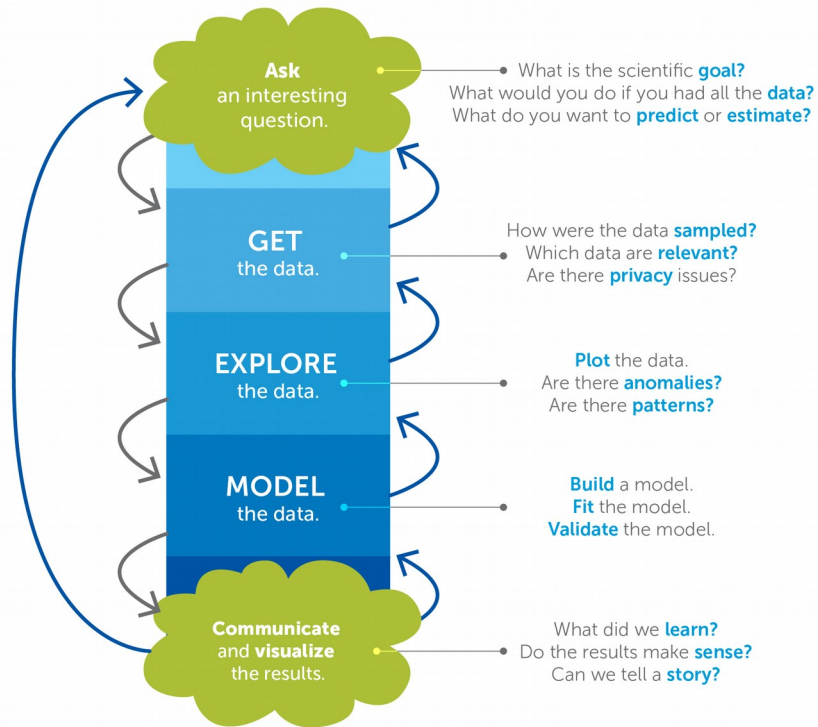 Ask
an interesting
question.
What is the scientific goal?
What would you do if you had all the data?
What do you want to predict or estimate?
GET
the data.
How were the data sampled?
Which data are relevant?
Are there privacy issues?
EXPLORE
the data.
Plot the data.
Are there anomalies?
Are there patterns?
MODEL
the data.
Build a model.
Fit the model.
Validate the model.
Communicate
and visualize
the results.
What did we learn?
Do the results make sense?
Can we tell a story?